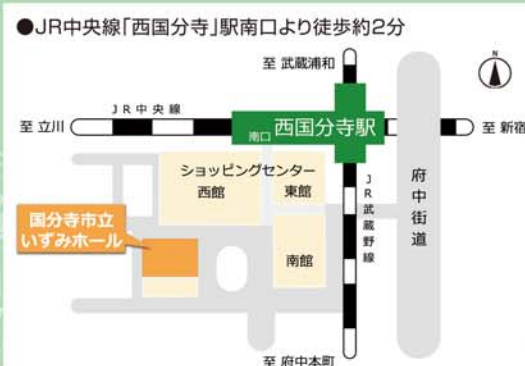 ●JR中央線「西国分寺」駅南口より徒歩約2分
至 武蔵浦和
N
JR中央線
至 立川
南口
西国分寺駅
至 新宿
ショッピングセンター
西館
東館
JR武蔵野線
府中街道
国分寺市立
いずみホール
南館
至 府中本町